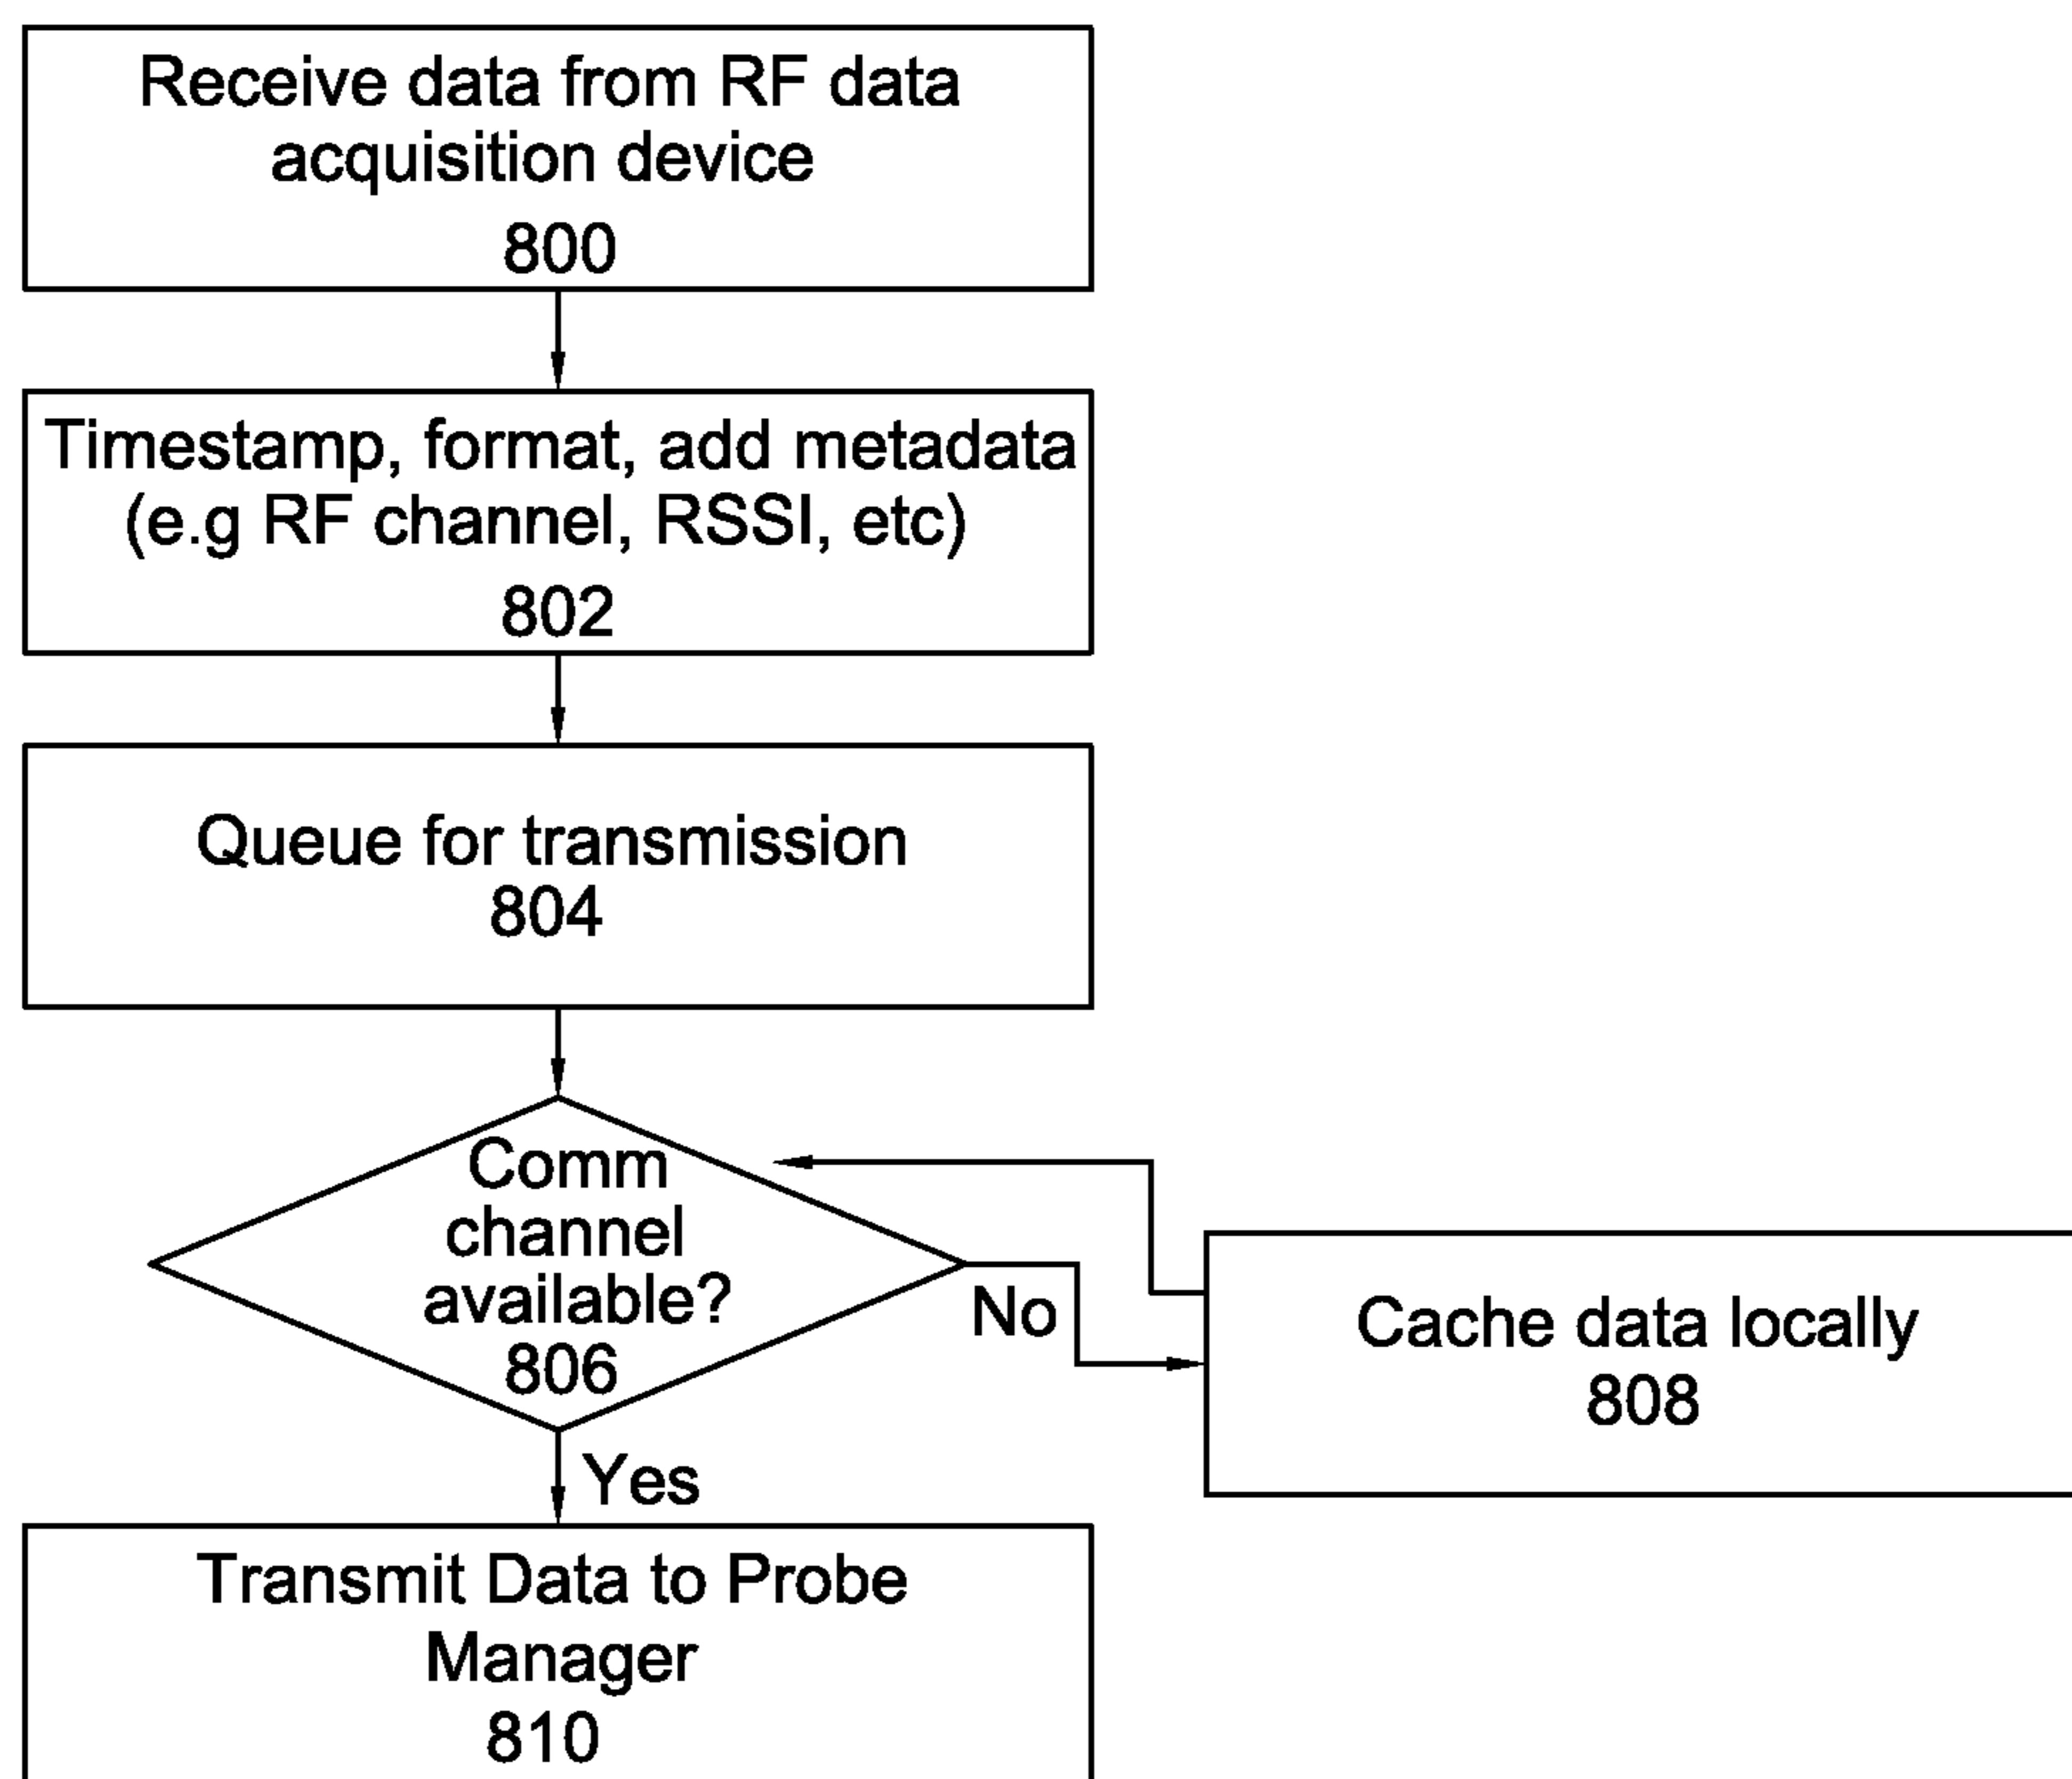 Receive data from RF data
acquisition device
800
Timestamp, format, add metadata
(e.g RF channel, RSSI, etc)
802
Queue for transmission
804
Comm
channel
available?
806
No
Cache data locally
808
Yes
Transmit Data to Probe
Manager
810